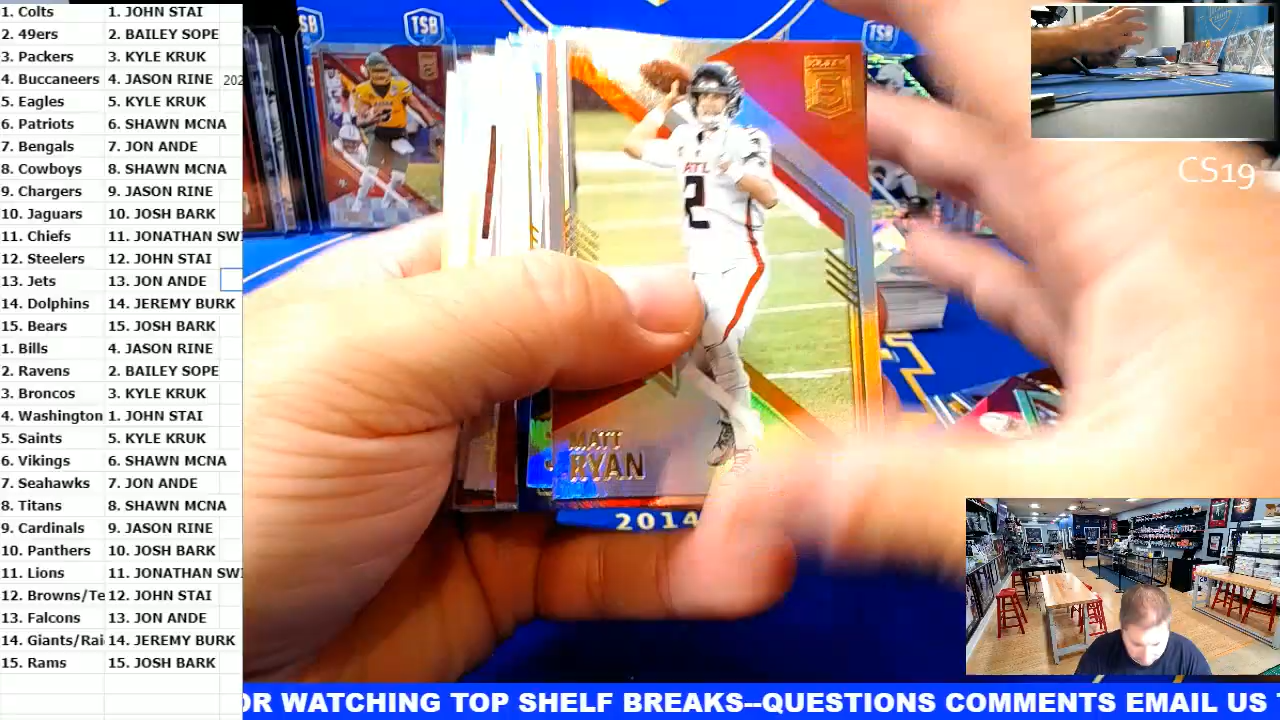 1. Colts 1. JOHN STAI
2. 49ers 2. BAILEY SOPE
3. Packers 3. KYLE KRUK
4. Buccaneers 4. JASON RINE 202
5. Eagles 5. KYLE KRUK
6. Patriots 6. SHAWN MCNA
7. Bengals 7. JON ANDE
8. Cowboys 8. SHAWN MCNA
9. Chargers 9. JASON RINE
10. Jaguars 10. JOSH BARK
11. Chiefs 11. JONATHAN SWI
12. Steelers 12. JOHN STAI
13. Jets 13. JON ANDE
14. Dolphins 14. JEREMY BURK
15. Bears 15. JOSH BARK
1. Bills 4. JASON RINE
2. Ravens 2. BAILEY SOPE
3. Broncos 3. KYLE KRUK
4. Washington 1. JOHN STAI
5. Saints 5. KYLE KRUK
6. Vikings 6. SHAWN MCNA
7. Seahawks 7. JON ANDE
8. Titans 8. SHAWN MCNA
9. Cardinals 9. JASON RINE
10. Panthers 10. JOSH BARK
11. Lions 11. JONATHAN SWI
12. Browns/Te 12. JOHN STAI
13. Falcons 13. JON ANDE
14. Giants/Rai 14. JEREMY BURK
15. Rams 15. JOSH BARK
TSB
TSB
TSB
ATL
2
MATT
RYAN
2014
CS19
OR WATCHING TOP SHELF BREAKS--QUESTIONS COMMENTS EMAIL US